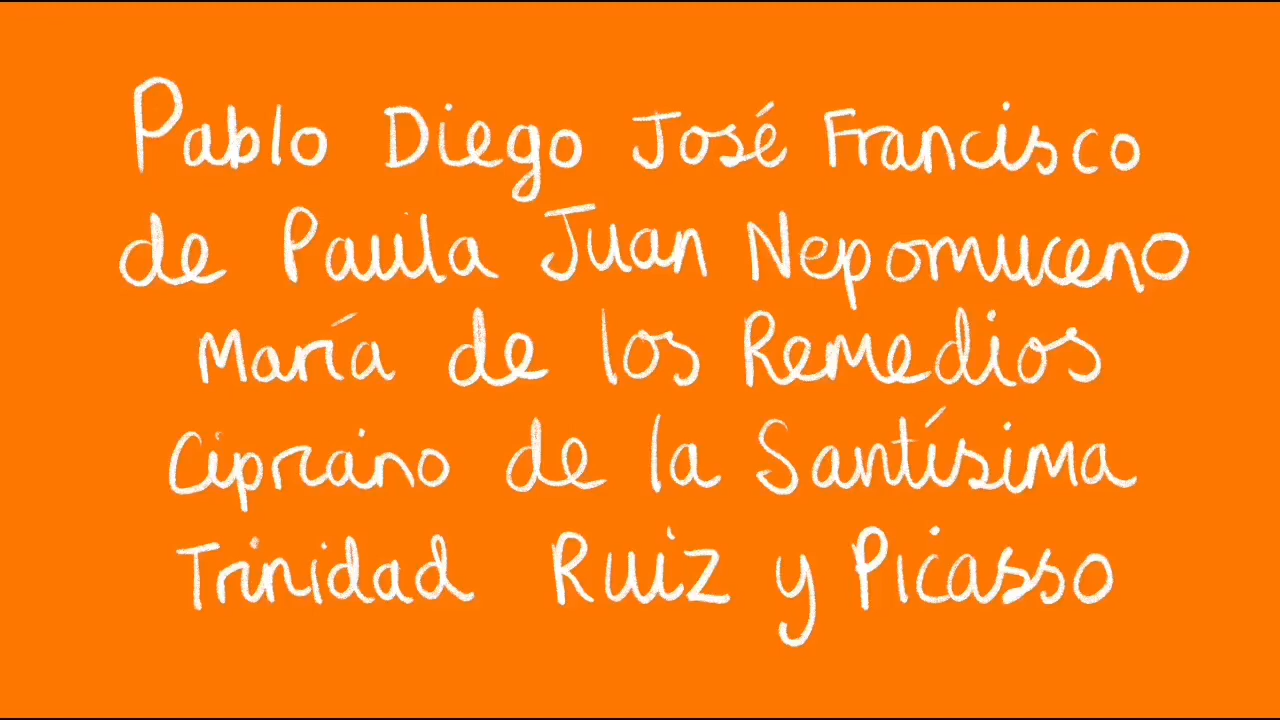 Pablo Diego José Francisco
de Paula Juan Nepomuceno
María de los Remedios
Cipriano de la Santísima
Trinidad Ruiz y Picasso